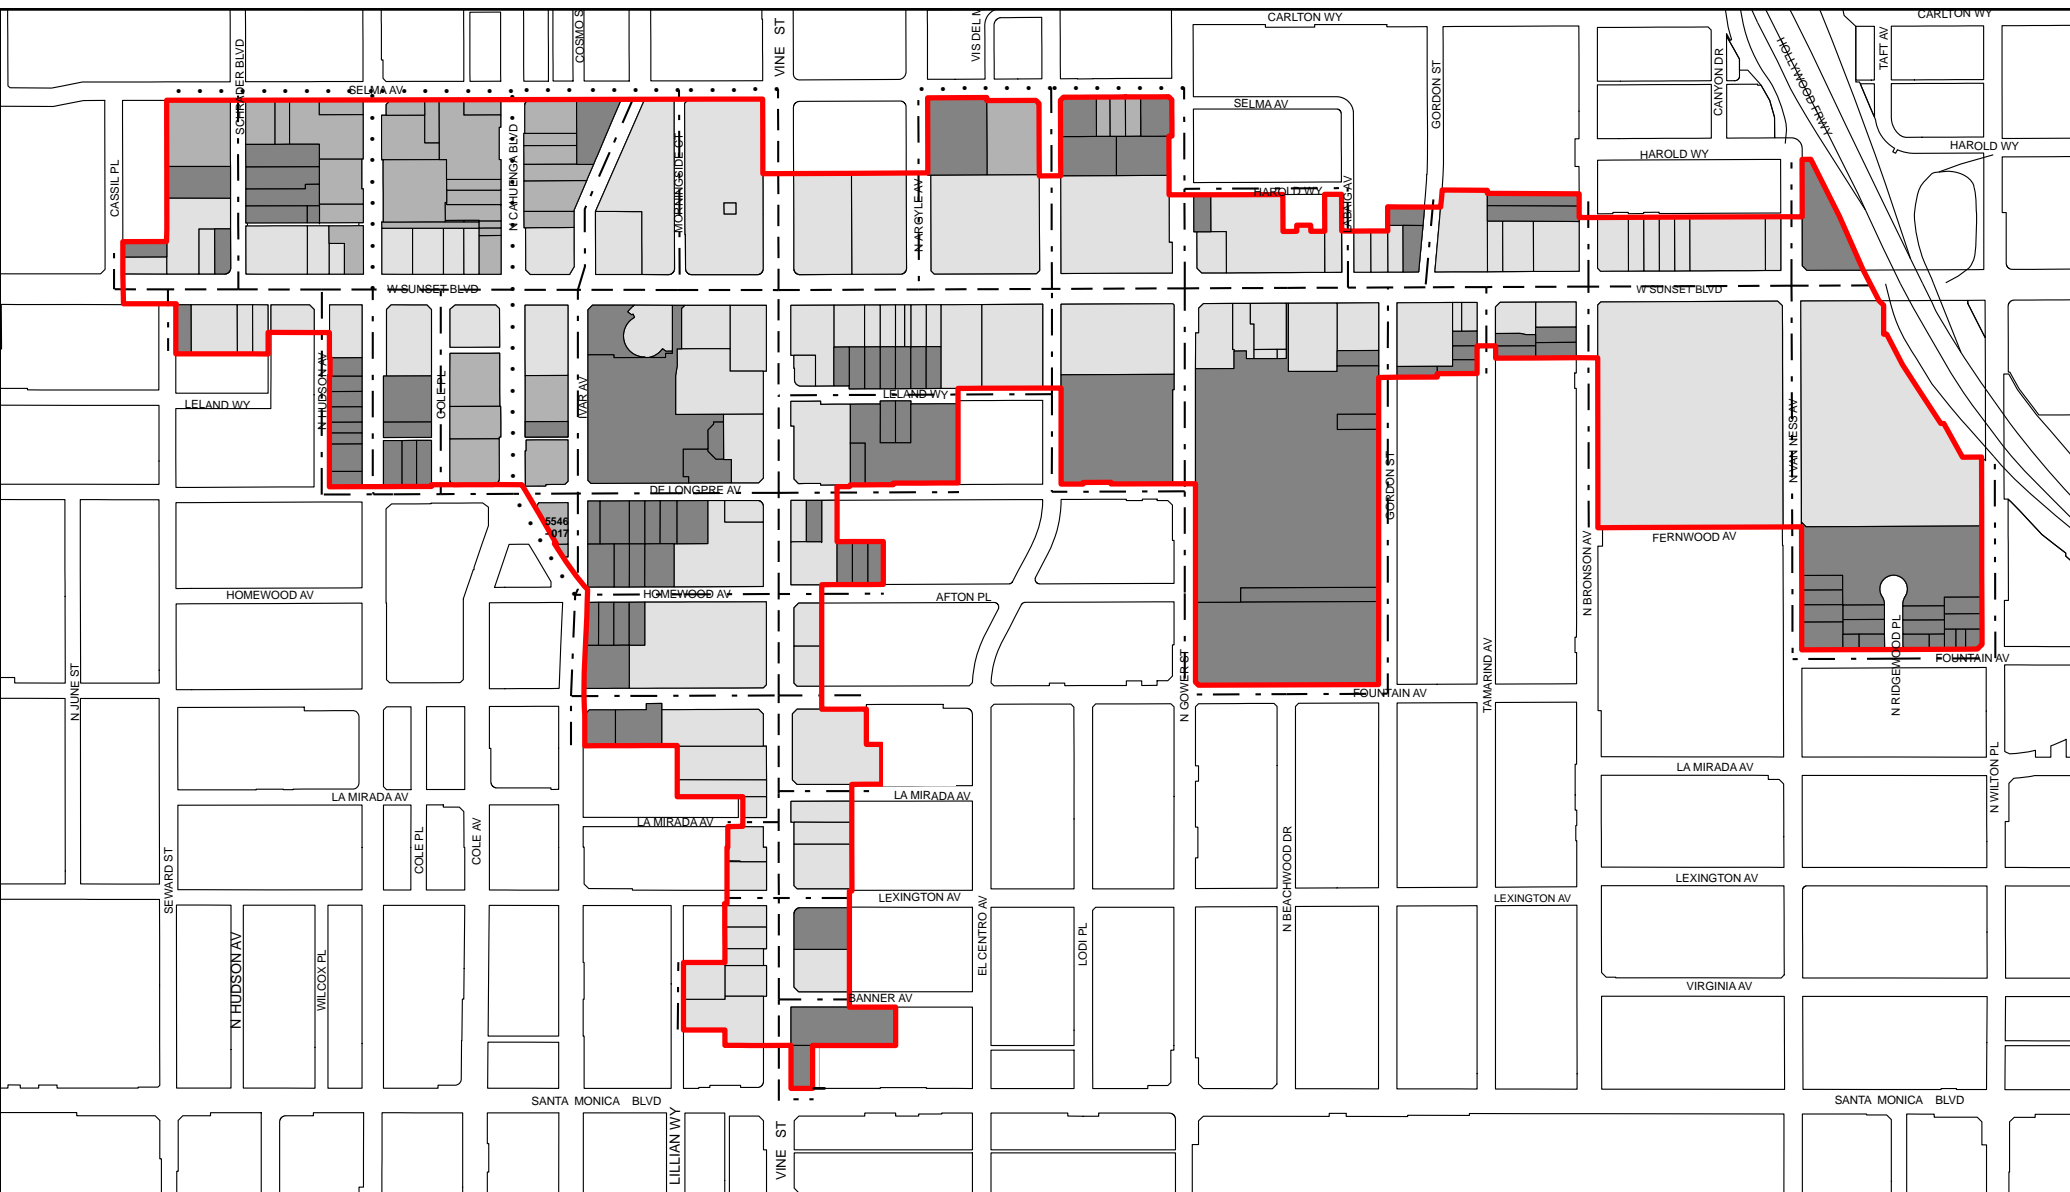 CARLTON WY
CARLTON WY
COSMO S
VINE ST
VIS DEL M
SCHRADER BLVD
HOLLYWOOD FRWY
TAFT AV
CANYON DR
GORDON ST
SELMA AV
SELMA AV
HAROLD WY
HAROLD WY
N CAHUENGA BLVD
MORNINGSIDE CT
CASSIL PL
N ARGYLE AV
HAROLD WY
LABAIG AV
W SUNSET BLVD
W SUNSET BLVD
N HUDSON AV
COLE PL
IVAR AV
LELAND WY
LELAND WY
N VAN NESS AV
GORDON ST
DE LONGPRE AV
5546
017
FERNWOOD AV
N BRONSON AV
HOMEWOOD AV
HOMEWOOD AV
AFTON PL
N JUNE ST
N GOWER ST
TAMARIND AV
N RIDGEWOOD PL
FOUNTAIN AV
FOUNTAIN AV
LA MIRADA AV
LA MIRADA AV
LA MIRADA AV
LA MIRADA AV
N WILTON PL
SEWARD ST
COLE PL
COLE AV
N BEACHWOOD DR
LEXINGTON AV
LEXINGTON AV
LEXINGTON AV
N HUDSON AV
WILCOX PL
EL CENTRO AV
LODI PL
BANNER AV
VIRGINIA AV
SANTA MONICA BLVD
SANTA MONICA BLVD
LILLIAN WY
VINE ST